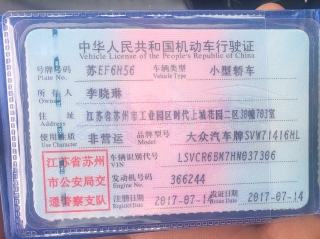 中华人民共和国机动车行驶证
Vehicle License of the People's Republic of China
号牌号码 苏EF6H56 车辆类型 小型轿车
Plate No. Vehicle Type
所有人 李晓琳
Owner
住址 江苏省苏州市工业园区时代上城花园二区30幢703室
Address
使用性质 非营运 品牌型号 大众汽车牌SVW71416HL
Use Character Model
江苏省苏州
市公安局交
通警察支队
车辆识别代号 LSVCR6BM7HN037306
VIN
发动机号码 366244
Engine No.
注册日期 2017-07-14 发证日期 2017-07-14
Register Date Issue Date